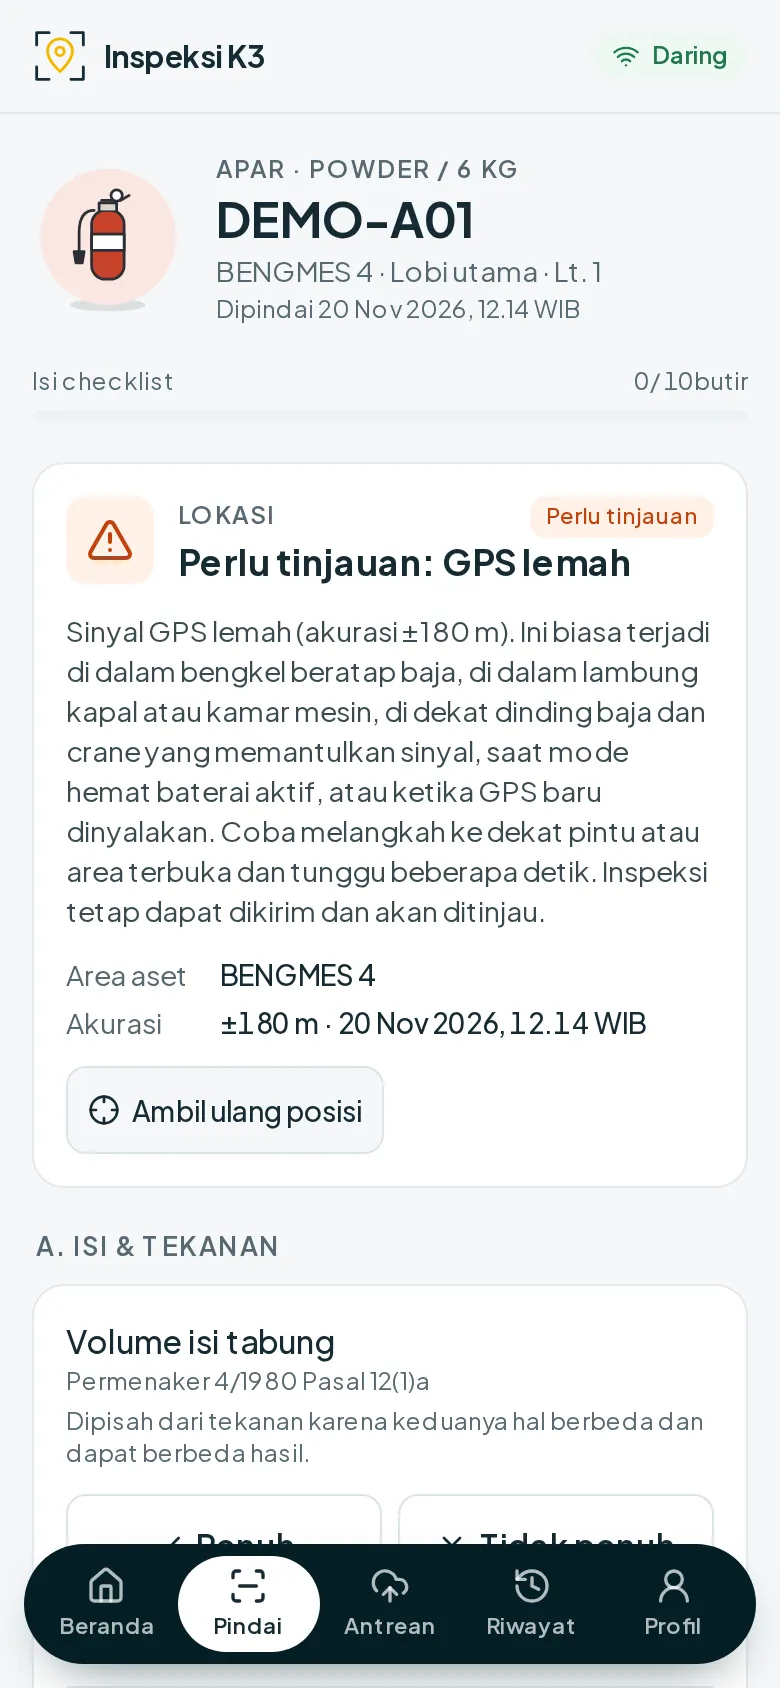 Inspeksi K3
Daring
APAR · POWDER / 6 KG
DEMO-A01
BENGMES 4 · Lobi utama · Lt. 1
Dipindai 20 Nov 2026, 12.14 WIB
Isi checklist
0/10 butir
LOKASI
Perlu tinjauan
Perlu tinjauan: GPS lemah
Sinyal GPS lemah (akurasi ±180 m). Ini biasa terjadi
di dalam bengkel beratap baja, di dalam lambung
kapal atau kamar mesin, di dekat dinding baja dan
crane yang memantulkan sinyal, saat mode
hemat baterai aktif, atau ketika GPS baru
dinyalakan. Coba melangkah ke dekat pintu atau
area terbuka dan tunggu beberapa detik. Inspeksi
tetap dapat dikirim dan akan ditinjau.
Area aset BENGMES 4
Akurasi ±180 m · 20 Nov 2026, 12.14 WIB
Ambil ulang posisi
A. ISI & TEKANAN
Volume isi tabung
Permenaker 4/1980 Pasal 12(1)a
Dipisah dari tekanan karena keduanya hal berbeda dan
dapat berbeda hasil.
Penuh
Tidak penuh
Beranda
Pindai
Antrean
Riwayat
Profil